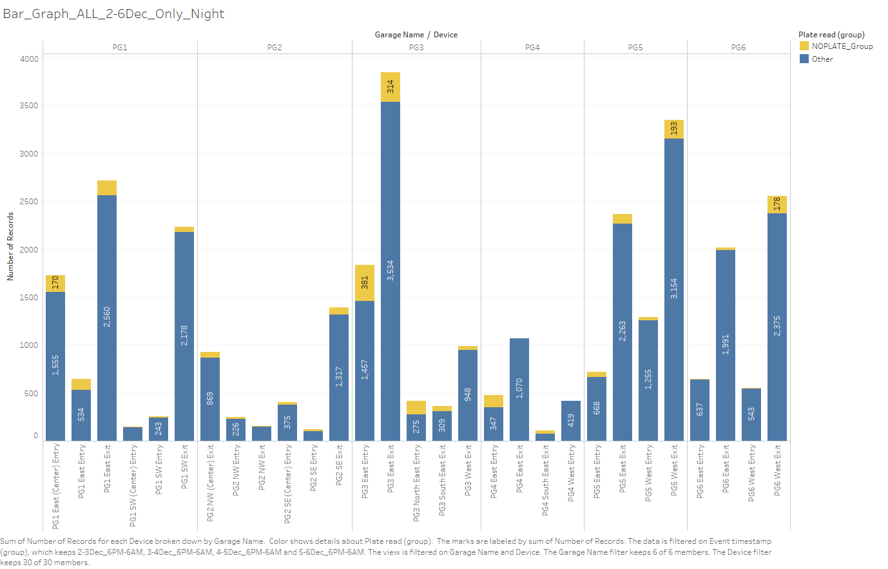 Bar_Graph_ALL_2-6Dec_Only_Night
Garage Name / Device
PG1 PG2 PG3 PG4 PG5 PG6
Plate read (group)
NOPLATE_Group
Other
Number of Records
4000
3500
3000
2500
2000
1500
1000
500
0
170
1,555
534
2,560
243
2,178
869
226
375
1,317
381
1,457
314
3,534
275
309
948
347
1,070
419
668
2,263
1,255
193
3,154
637
1,991
543
178
2,375
PG1 East (Center) Entry
PG1 East Entry
PG1 East Exit
PG1 SW (Center) Entry
PG1 SW Entry
PG1 SW Exit
PG2 NW (Center) Exit
PG2 NW Entry
PG2 NW Exit
PG2 SE (Center) Entry
PG2 SE Entry
PG2 SE Exit
PG3 East Entry
PG3 East Exit
PG3 North East Entry
PG3 South East Exit
PG3 West Exit
PG4 East Entry
PG4 East Exit
PG4 South East Exit
PG4 West Entry
PG5 East Entry
PG5 East Exit
PG5 West Entry
PG5 West Exit
PG6 East Entry
PG6 East Exit
PG6 West Entry
PG6 West Exit
Sum of Number of Records for each Device broken down by Garage Name. Color shows details about Plate read (group). The marks are labeled by sum of Number of Records. The data is filtered on Event timestamp
(group), which keeps 2-3Dec_6PM-6AM, 3-4Dec_6PM-6AM, 4-5Dec_6PM-6AM and 5-6Dec_6PM-6AM. The view is filtered on Garage Name and Device. The Garage Name filter keeps 6 of 6 members. The Device filter
keeps 30 of 30 members.